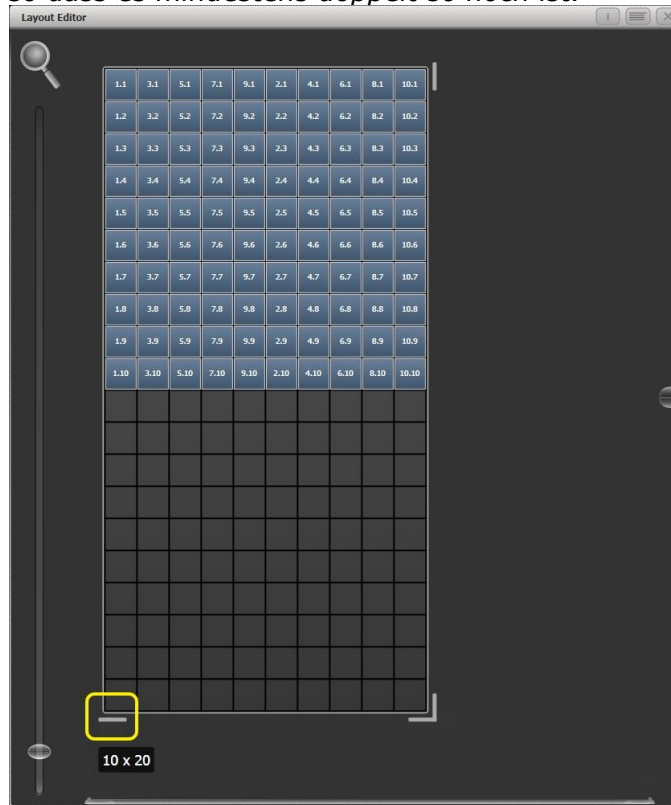 so dass es mindestens doppelt so hoch ist.
Layout Editor
1.1 3.1 5.1 7.1 9.1 2.1 4.1 6.1 8.1 10.1
1.2 3.2 5.2 7.2 9.2 2.2 4.2 6.2 8.2 10.2
1.3 3.3 5.3 7.3 9.3 2.3 4.3 6.3 8.3 10.3
1.4 3.4 5.4 7.4 9.4 2.4 4.4 6.4 8.4 10.4
1.5 3.5 5.5 7.5 9.5 2.5 4.5 6.5 8.5 10.5
1.6 3.6 5.6 7.6 9.6 2.6 4.6 6.6 8.6 10.6
1.7 3.7 5.7 7.7 9.7 2.7 4.7 6.7 8.7 10.7
1.8 3.8 5.8 7.8 9.8 2.8 4.8 6.8 8.8 10.8
1.9 3.9 5.9 7.9 9.9 2.9 4.9 6.9 8.9 10.9
1.10 3.10 5.10 7.10 9.10 2.10 4.10 6.10 8.10 10.10
10 x 20